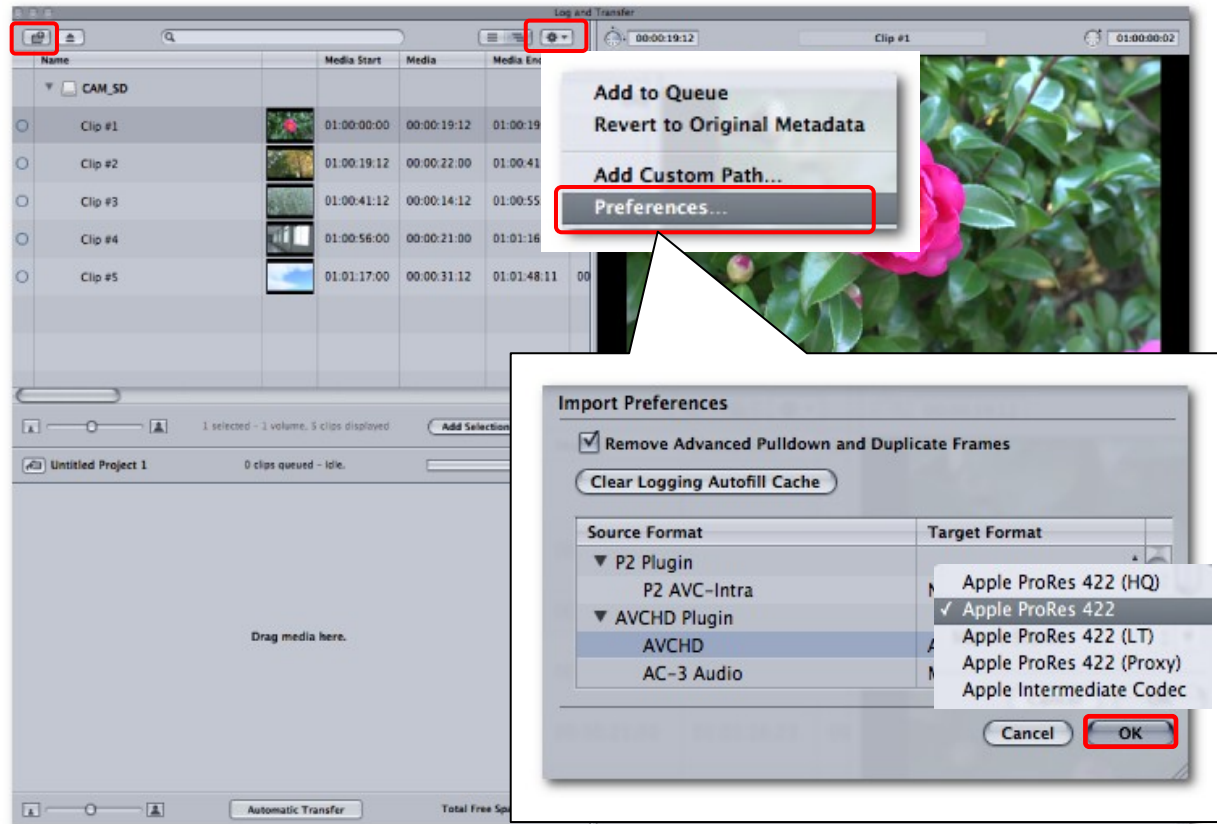 Log and Transfer
00:00:19:12 Clip #1 01:00:00:02
Name Media Start Media Media End
CAM_SD
Clip #1 01:00:00:00 00:00:19:12 01:00:19
Clip #2 01:00:19:12 00:00:22:00 01:00:41
Clip #3 01:00:41:12 00:00:14:12 01:00:55
Clip #4 01:00:56:00 00:00:21:00 01:01:16
Clip #5 01:01:17:00 00:00:31:12 01:01:48:11 00
Add to Queue
Revert to Original Metadata
Add Custom Path...
Preferences...
1 selected - 1 volume, 5 clips displayed Add Selection
Untitled Project 1 0 clips queued - Idle.
Drag media here.
Automatic Transfer Total Free
Import Preferences
Remove Advanced Pulldown and Duplicate Frames
Clear Logging Autofill Cache
Source Format Target Format
P2 Plugin
P2 AVC-Intra
AVCHD Plugin
AVCHD
AC-3 Audio
Apple ProRes 422 (HQ)
✓ Apple ProRes 422
Apple ProRes 422 (LT)
Apple ProRes 422 (Proxy)
Apple Intermediate Codec
Cancel OK